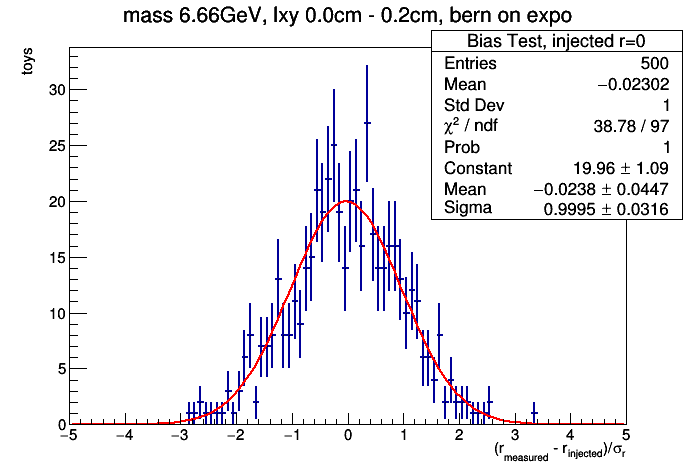 mass 6.66GeV, lxy 0.0cm - 0.2cm, bern on expo
toys
Bias Test, injected r=0
Entries 500
Mean −0.02302
Std Dev 1
χ² / ndf 38.78 / 97
Prob 1
Constant 19.96 ± 1.09
Mean −0.0238 ± 0.0447
Sigma 0.9995 ± 0.0316
30
25
20
15
10
5
0
−5 −4 −3 −2 −1 0 1 2 3 4 5
(r_measured - r_injected)/σ_r